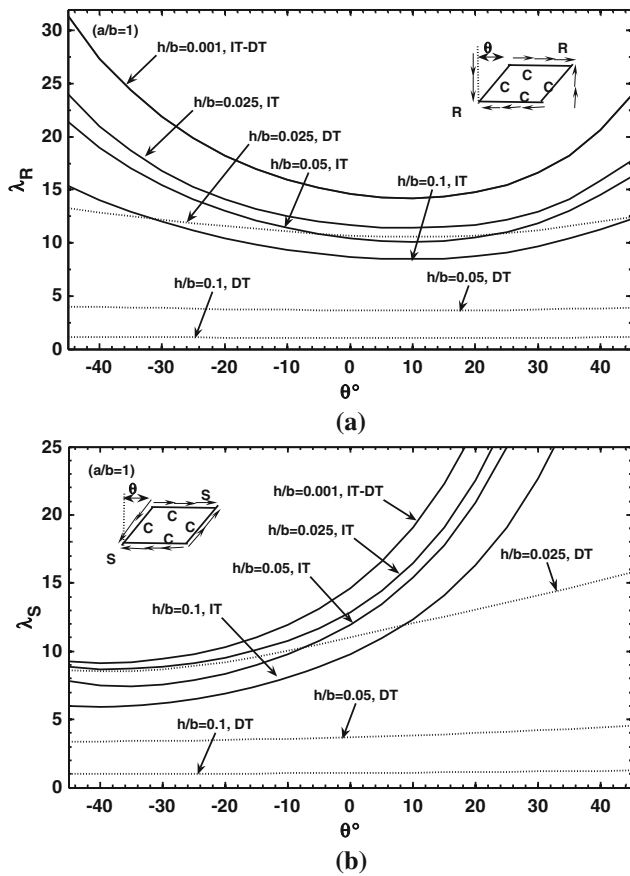 (a/b=1)
θ
R
h/b=0.001, IT-DT
C
C C
C
R
h/b=0.025, IT
h/b=0.025, DT
h/b=0.05, IT
h/b=0.1, IT
h/b=0.1, DT
h/b=0.05, DT
λR
0 5 10 15 20 25 30
-40 -30 -20 -10 0 10 20 30 40
θ°
(a)
(a/b=1)
θ
S
C
C C
C
S
h/b=0.001, IT-DT
h/b=0.025, IT
h/b=0.025, DT
h/b=0.05, IT
h/b=0.1, IT
h/b=0.05, DT
h/b=0.1, DT
λS
0 5 10 15 20 25
-40 -30 -20 -10 0 10 20 30 40
θ°
(b)